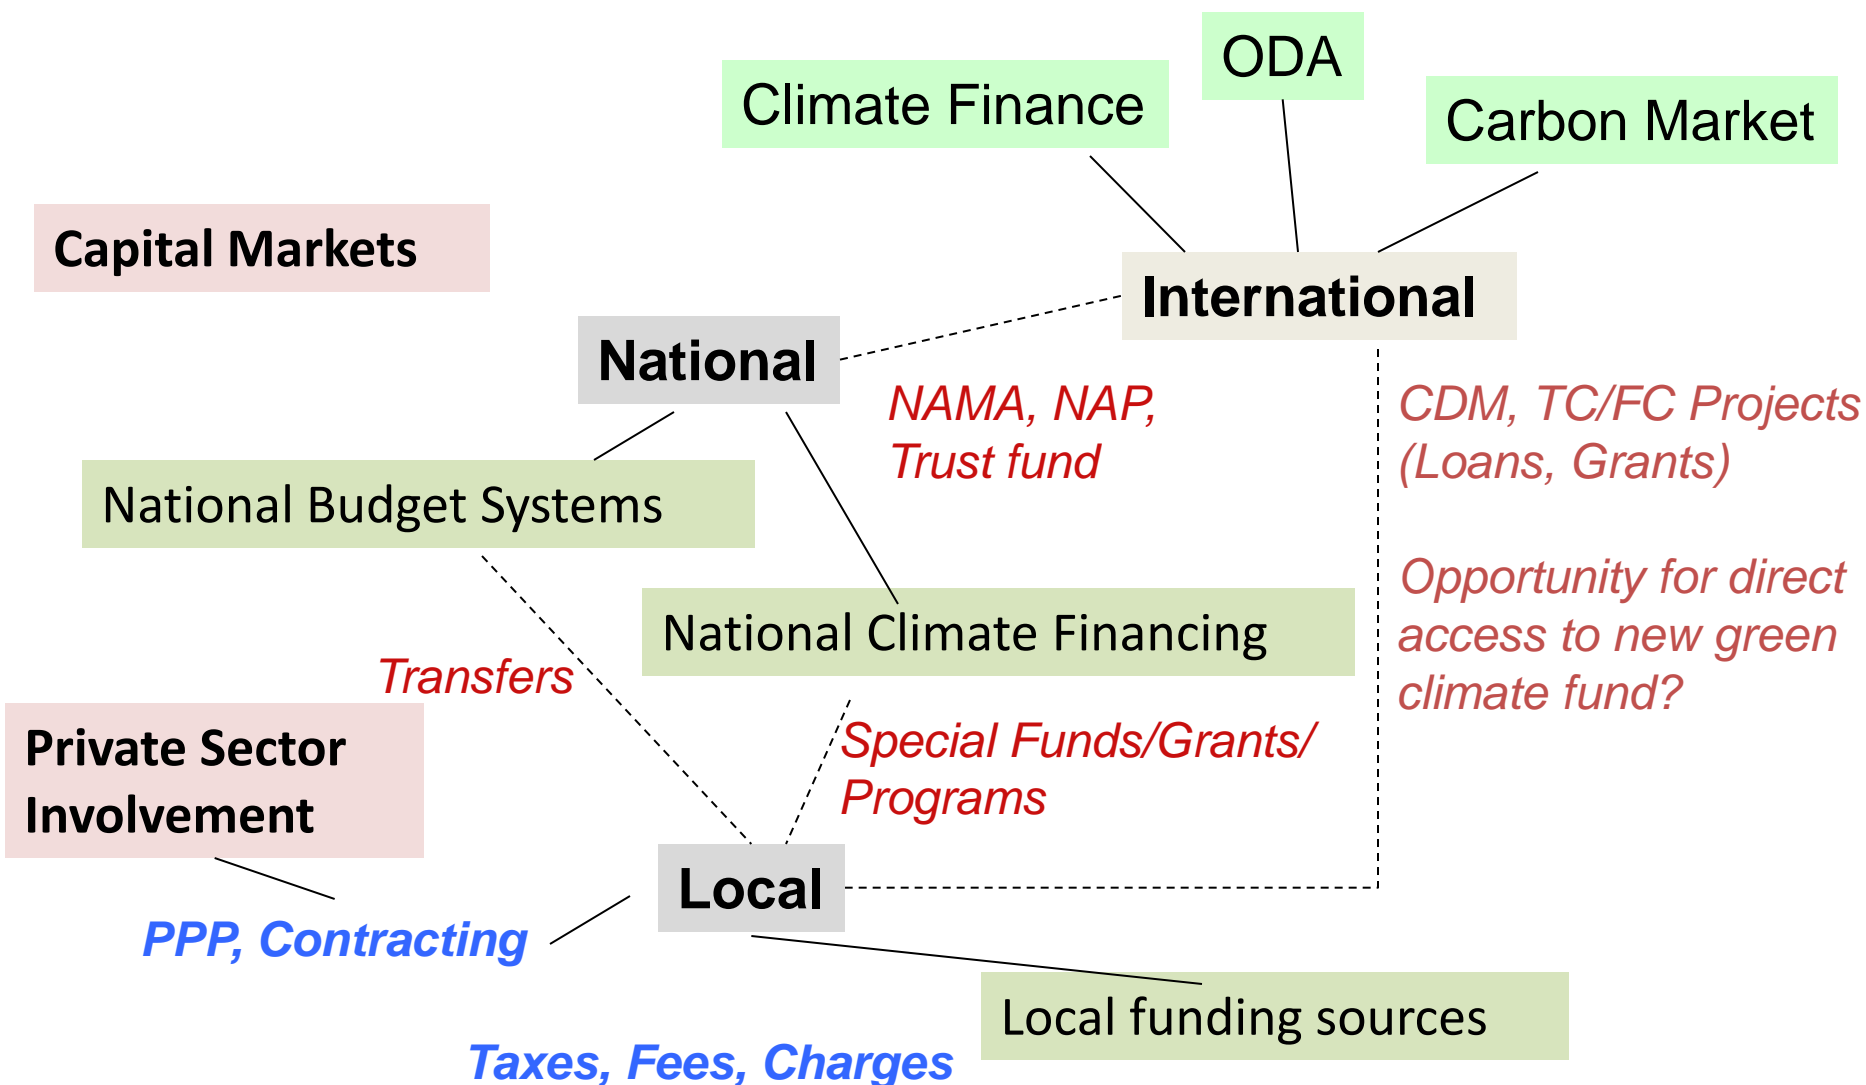 ODA
Climate Finance
Carbon Market
Capital Markets
International
National
NAMA, NAP,
Trust fund
CDM, TC/FC Projects
(Loans, Grants)
National Budget Systems
Opportunity for direct
access to new green
climate fund?
National Climate Financing
Transfers
Private Sector
Involvement
Special Funds/Grants/
Programs
Local
PPP, Contracting
Local funding sources
Taxes, Fees, Charges